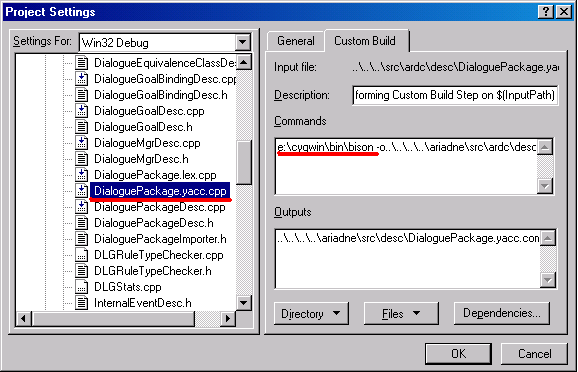 Project Settings
Settings For: Win32 Debug
DialogueEquivalenceClassDes
DialogueGoalBindingDesc.cpp
DialogueGoalBindingDesc.h
DialogueGoalDesc.cpp
DialogueGoalDesc.h
DialogueMgrDesc.cpp
DialogueMgrDesc.h
DialoguePackage.lex.cpp
DialoguePackage.yacc.cpp
DialoguePackageDesc.cpp
DialoguePackageDesc.h
DialoguePackageImporter.h
DLGRuleTypeChecker.cpp
DLGRuleTypeChecker.h
DLGStats.cpp
InternalEventDesc.h
General Custom Build
Input file: ..\..\..\src\ardc\desc\DialoguePackage.yac
Description: forming Custom Build Step on $(InputPath)
Commands
e:\cygwin\bin\bison -o..\..\..\..\ariadne\src\ardc\desc
Outputs
..\..\..\..\ariadne\src\desc\DialoguePackage.yacc.con
Directory Files Dependencies...
OK Cancel